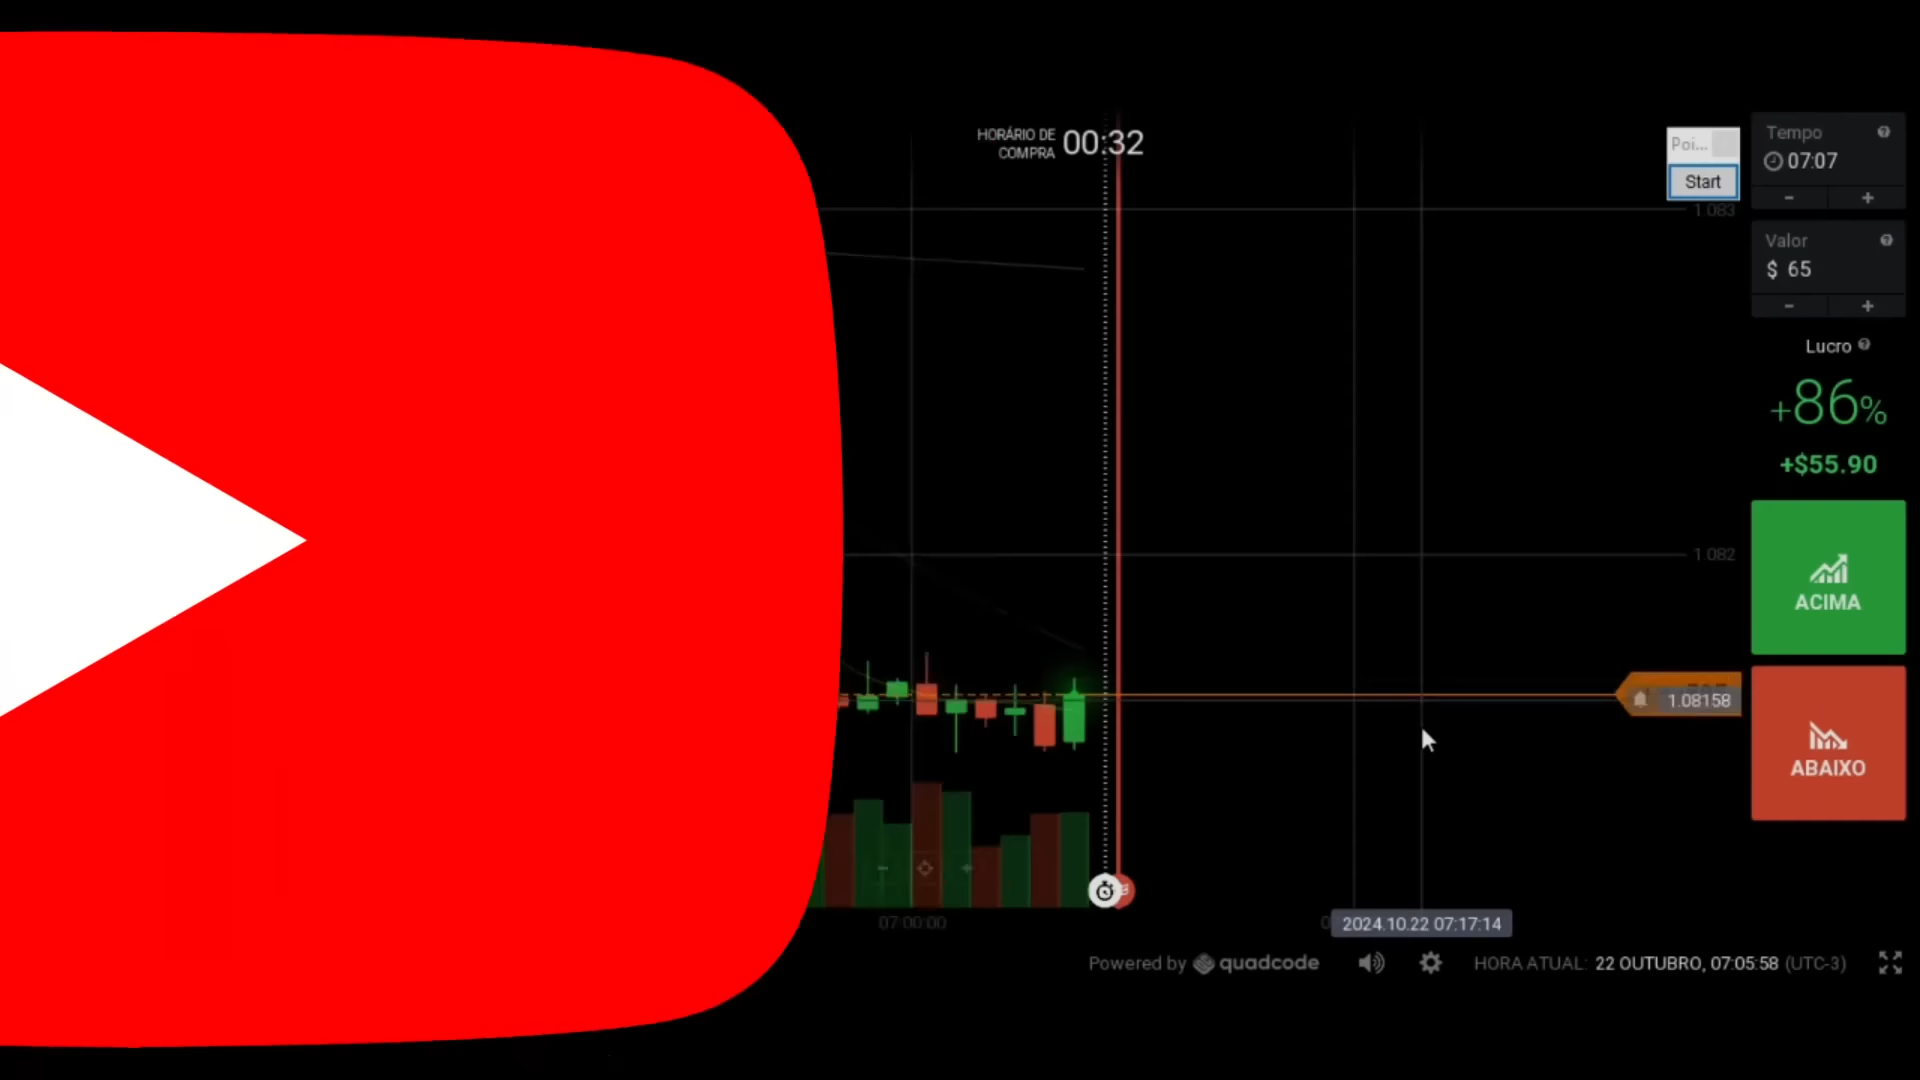 HORÁRIO DE
COMPRA 00:32
Poi...
Start
Tempo
07:07
- +
1.083
Valor
$ 65
- +
Lucro
+86%
+$55.90
1.082
ACIMA
1.08158
ABAIXO
07:00:00
2024.10.22 07:17:14
Powered by quadcode
HORA ATUAL: 22 OUTUBRO, 07:05:58 (UTC-3)